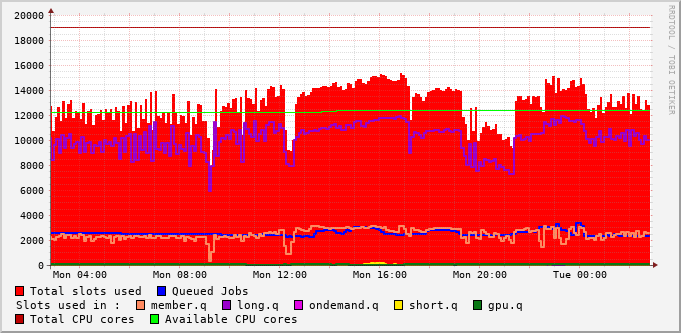 20000
18000
16000
14000
12000
10000
8000
6000
4000
2000
0
Mon 04:00 Mon 08:00 Mon 12:00 Mon 16:00 Mon 20:00 Tue 00:00
Total slots used Queued Jobs
Slots used in : member.q long.q ondemand.q short.q gpu.q
Total CPU cores Available CPU cores
RRDTOOL / TOBI OETIKER